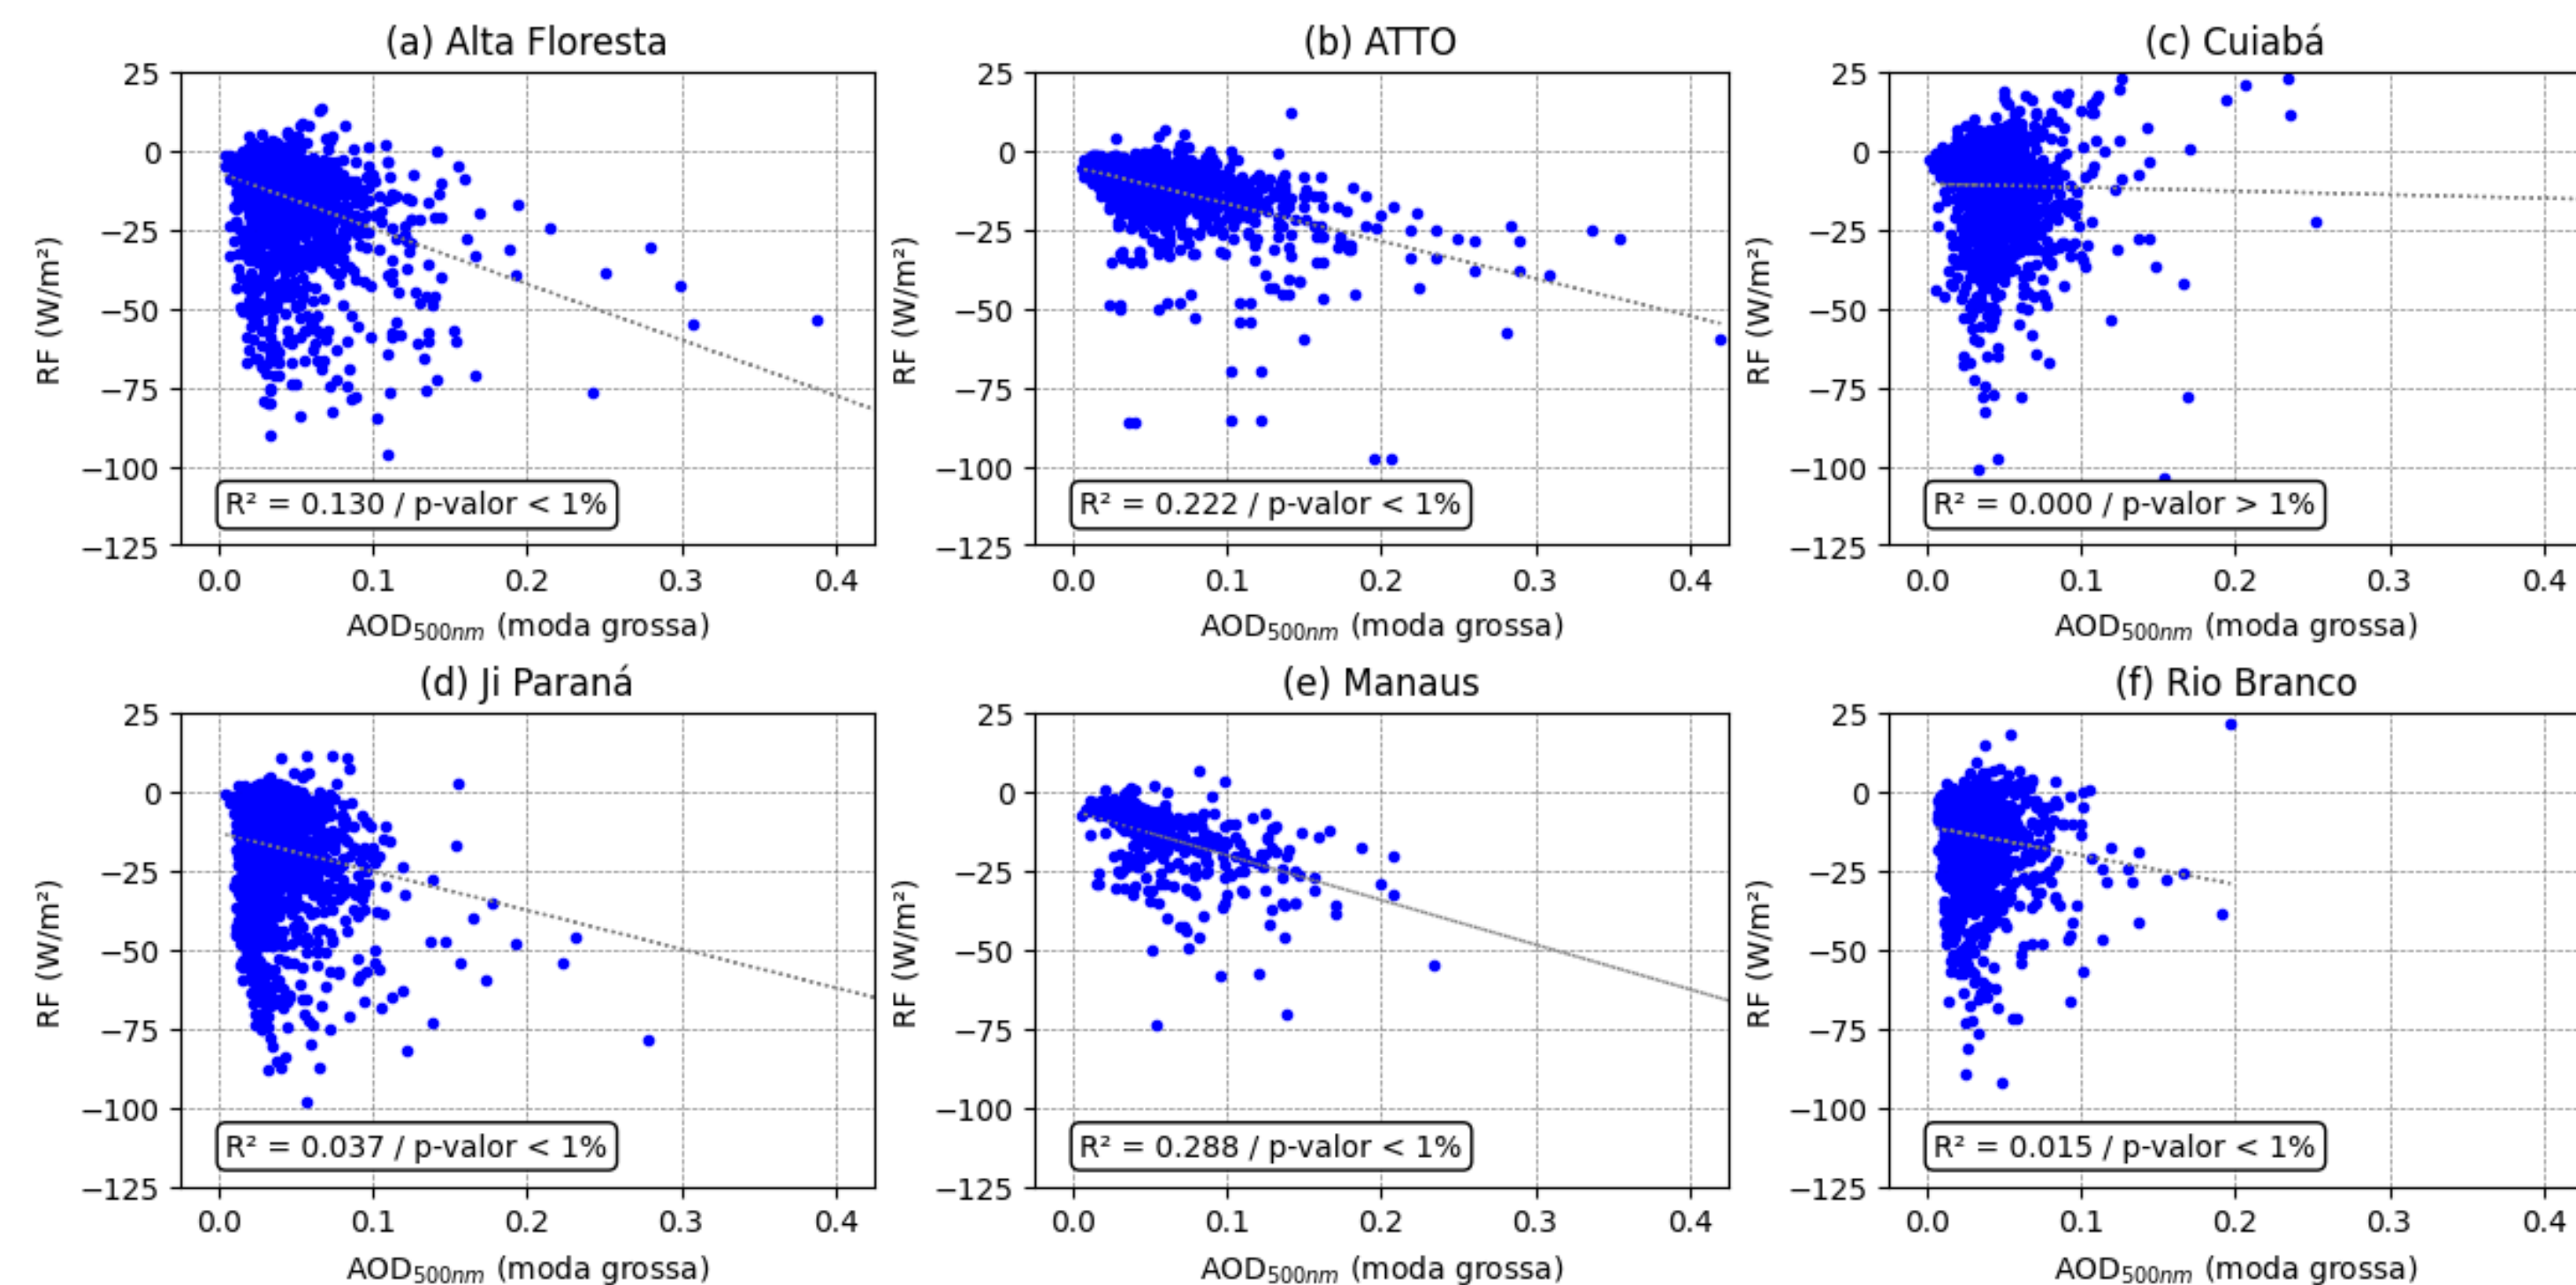 (a) Alta Floresta
(b) ATTO
(c) Cuiabá
25
0
−25
−50
−75
−100
−125
RF (W/m²)
R² = 0.130 / p-valor < 1%
0.0 0.1 0.2 0.3 0.4
AOD500nm (moda grossa)
25
0
−25
−50
−75
−100
−125
RF (W/m²)
R² = 0.222 / p-valor < 1%
0.0 0.1 0.2 0.3 0.4
AOD500nm (moda grossa)
25
0
−25
−50
−75
−100
−125
RF (W/m²)
R² = 0.000 / p-valor > 1%
0.0 0.1 0.2 0.3 0.4
AOD500nm (moda grossa)
(d) Ji Paraná
(e) Manaus
(f) Rio Branco
25
0
−25
−50
−75
−100
−125
RF (W/m²)
R² = 0.037 / p-valor < 1%
0.0 0.1 0.2 0.3 0.4
AOD500nm (moda grossa)
25
0
−25
−50
−75
−100
−125
RF (W/m²)
R² = 0.288 / p-valor < 1%
0.0 0.1 0.2 0.3 0.4
AOD500nm (moda grossa)
25
0
−25
−50
−75
−100
−125
RF (W/m²)
R² = 0.015 / p-valor < 1%
0.0 0.1 0.2 0.3 0.4
AOD500nm (moda grossa)